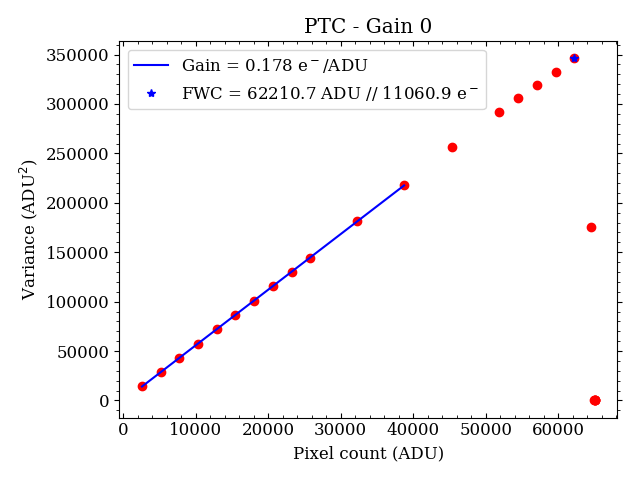 PTC - Gain 0
Gain = 0.178 e⁻/ADU
FWC = 62210.7 ADU // 11060.9 e⁻
350000
300000
250000
200000
150000
100000
50000
0
Variance (ADU²)
0 10000 20000 30000 40000 50000 60000
Pixel count (ADU)